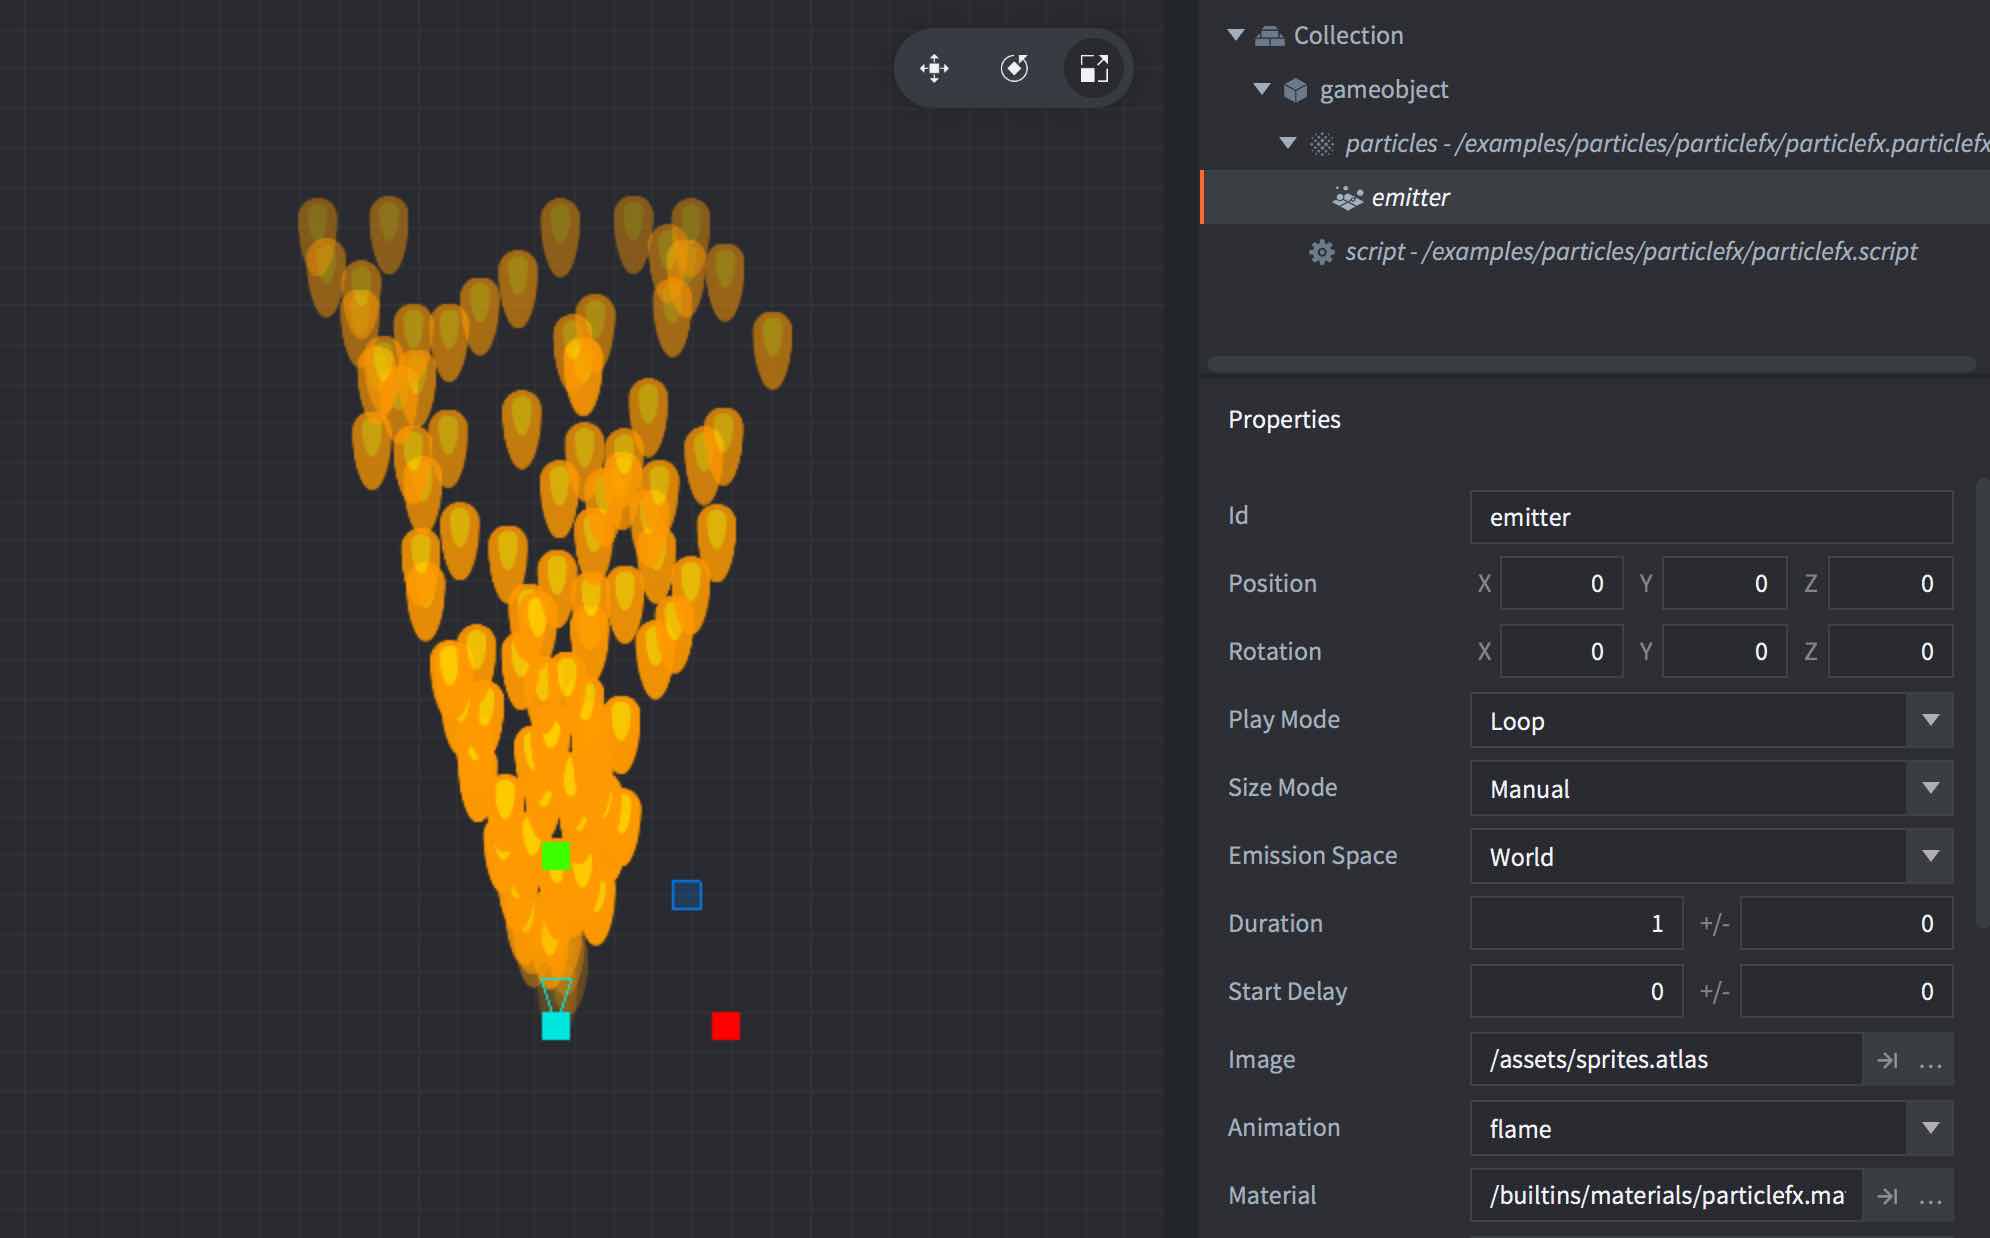 Collection
gameobject
particles - /examples/particles/particlefx/particlefx.particlefx
emitter
script - /examples/particles/particlefx/particlefx.script
Properties
Id emitter
Position X 0 Y 0 Z 0
Rotation X 0 Y 0 Z 0
Play Mode Loop
Size Mode Manual
Emission Space World
Duration 1 +/- 0
Start Delay 0 +/- 0
Image /assets/sprites.atlas ...
Animation flame
Material /builtins/materials/particlefx.ma ...